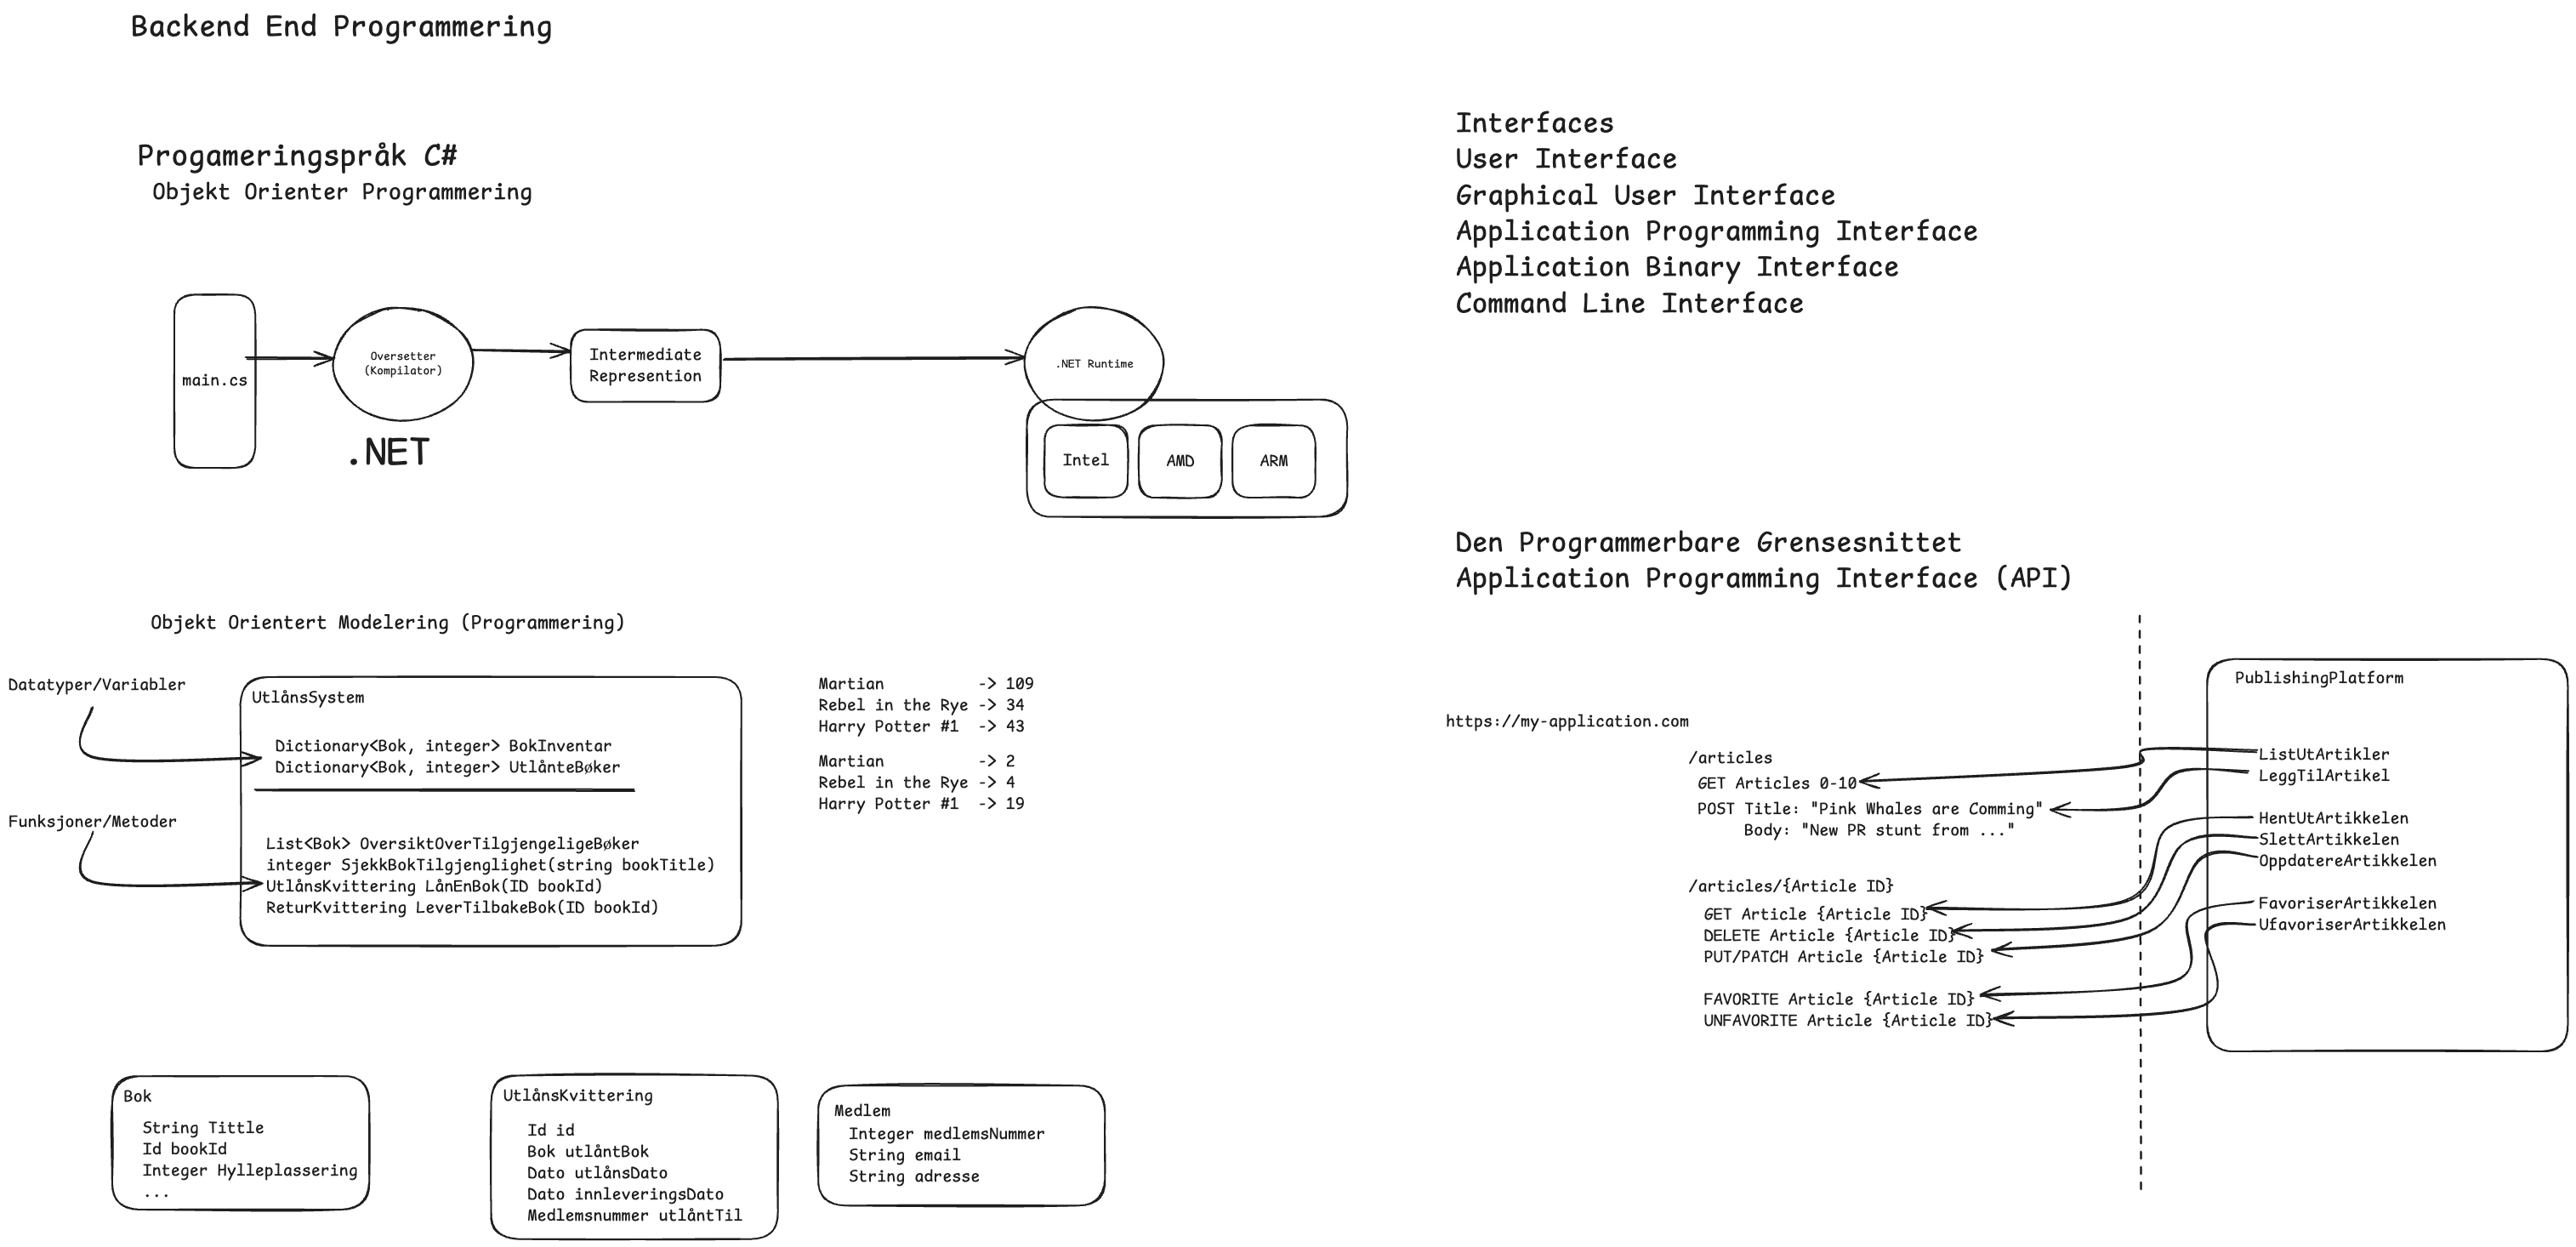 Backend End Programmering
Progameringspråk C#
Objekt Orienter Programmering
main.cs
Oversetter
(Kompilator)
.NET
Intermediate
Represention
.NET Runtime
Intel
AMD
ARM
Objekt Orientert Modelering (Programmering)
Datatyper/Variabler
Funksjoner/Metoder
UtlånsSystem
Dictionary<Bok, integer> BokInventar
Dictionary<Bok, integer> UtlånteBøker
List<Bok> OversiktOverTilgjengeligeBøker
integer SjekkBokTilgjenglighet(string bookTitle)
UtlånsKvittering LånEnBok(ID bookId)
ReturKvittering LeverTilbakeBok(ID bookId)
Martian -> 109
Rebel in the Rye -> 34
Harry Potter #1 -> 43
Martian -> 2
Rebel in the Rye -> 4
Harry Potter #1 -> 19
Bok
String Tittle
Id bookId
Integer Hylleplassering
...
UtlånsKvittering
Id id
Bok utlåntBok
Dato utlånsDato
Dato innleveringsDato
Medlemsnummer utlåntTil
Medlem
Integer medlemsNummer
String email
String adresse
Interfaces
User Interface
Graphical User Interface
Application Programming Interface
Application Binary Interface
Command Line Interface
Den Programmerbare Grensesnittet
Application Programming Interface (API)
https://my-application.com
/articles
GET Articles 0-10
POST Title: "Pink Whales are Comming"
Body: "New PR stunt from ..."
/articles/{Article ID}
GET Article {Article ID}
DELETE Article {Article ID}
PUT/PATCH Article {Article ID}
FAVORITE Article {Article ID}
UNFAVORITE Article {Article ID}
PublishingPlatform
ListUtArtikler
LeggTilArtikel
HentUtArtikkelen
SlettArtikkelen
OppdatereArtikkelen
FavoriserArtikkelen
UfavoriserArtikkelen